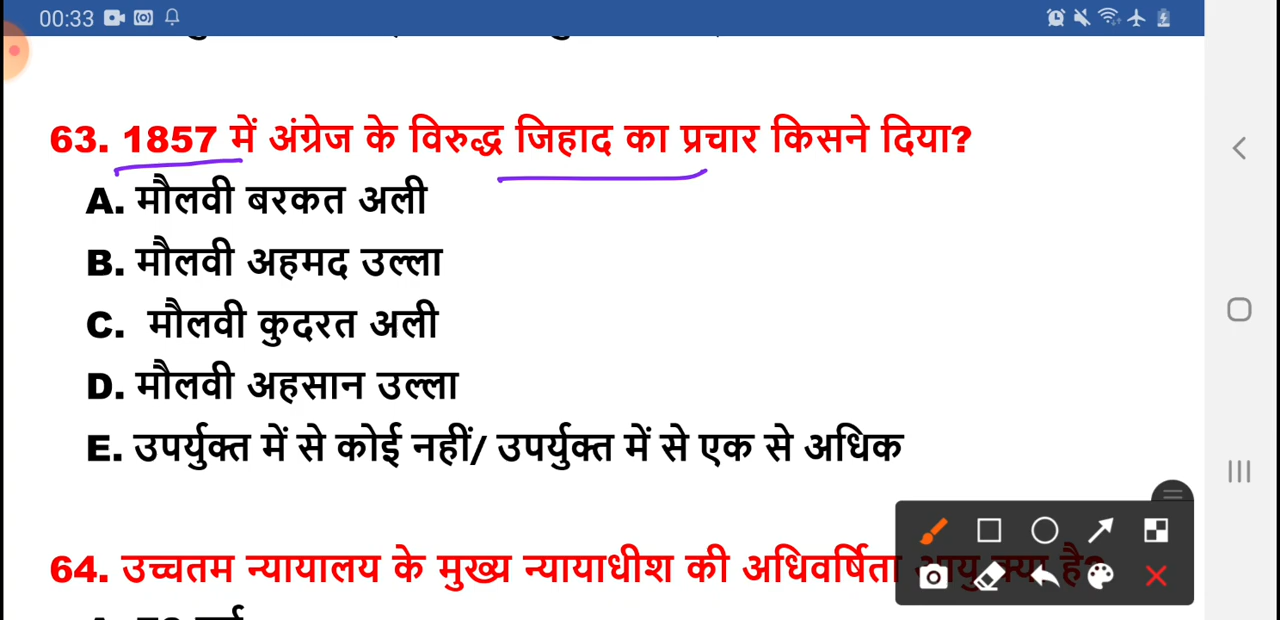 00:33
63. 1857 में अंग्रेज के विरुद्ध जिहाद का प्रचार किसने दिया?
A. मौलवी बरकत अली
B. मौलवी अहमद उल्ला
C. मौलवी कुदरत अली
D. मौलवी अहसान उल्ला
E. उपर्युक्त में से कोई नहीं/ उपर्युक्त में से एक से अधिक
64. उच्चतम न्यायालय के मुख्य न्यायाधीश की अधिवर्षिता आयु क्या है?